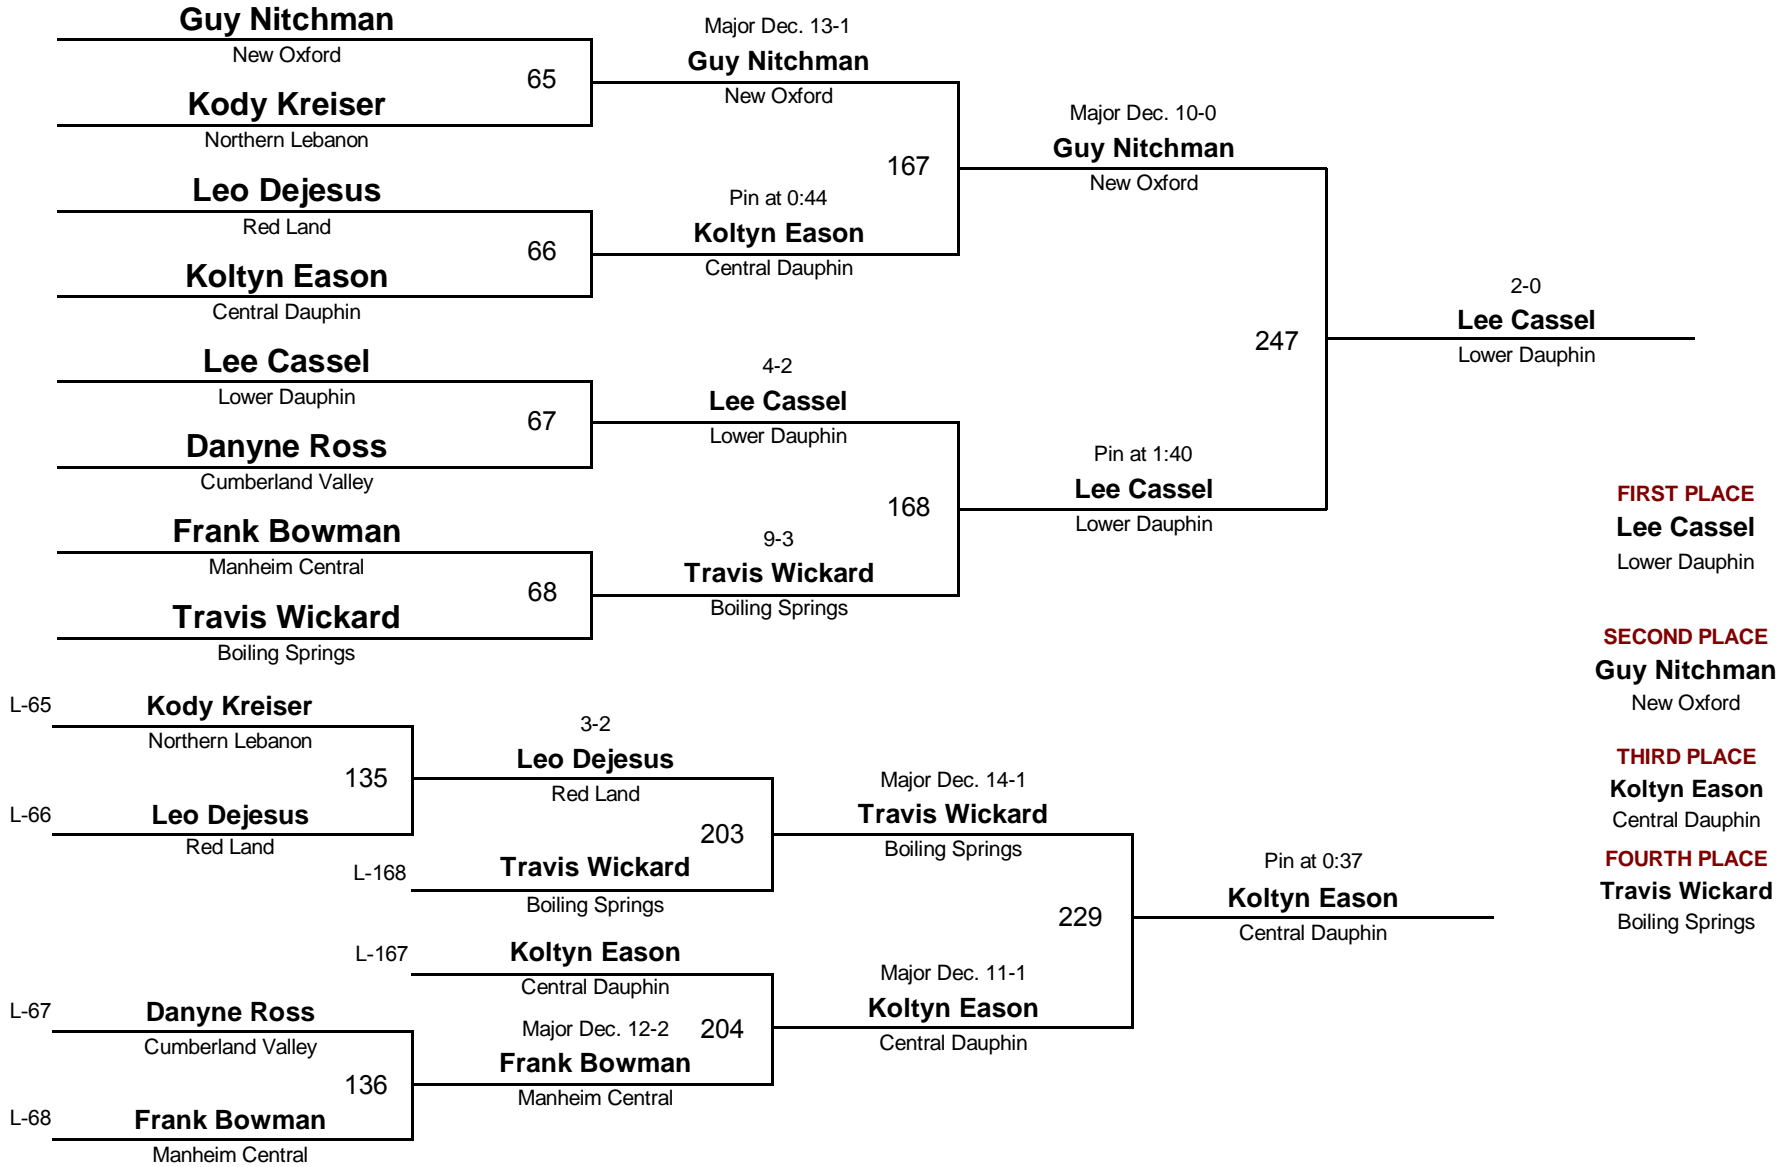 Guy Nitchman
New Oxford
65
Kody Kreiser
Northern Lebanon
Leo Dejesus
Red Land
66
Koltyn Eason
Central Dauphin
Lee Cassel
Lower Dauphin
67
Danyne Ross
Cumberland Valley
Frank Bowman
Manheim Central
68
Travis Wickard
Boiling Springs
Major Dec. 13-1
Guy Nitchman
New Oxford
167
Pin at 0:44
Koltyn Eason
Central Dauphin
4-2
Lee Cassel
Lower Dauphin
168
9-3
Travis Wickard
Boiling Springs
Major Dec. 10-0
Guy Nitchman
New Oxford
247
Pin at 1:40
Lee Cassel
Lower Dauphin
2-0
Lee Cassel
Lower Dauphin
FIRST PLACE
Lee Cassel
Lower Dauphin
SECOND PLACE
Guy Nitchman
New Oxford
THIRD PLACE
Koltyn Eason
Central Dauphin
FOURTH PLACE
Travis Wickard
Boiling Springs
L-65
Kody Kreiser
Northern Lebanon
135
L-66
Leo Dejesus
Red Land
L-67
Danyne Ross
Cumberland Valley
136
L-68
Frank Bowman
Manheim Central
3-2
Leo Dejesus
Red Land
203
L-168
Travis Wickard
Boiling Springs
L-167
Koltyn Eason
Central Dauphin
204
Major Dec. 12-2
Frank Bowman
Manheim Central
Major Dec. 14-1
Travis Wickard
Boiling Springs
229
Major Dec. 11-1
Koltyn Eason
Central Dauphin
Pin at 0:37
Koltyn Eason
Central Dauphin